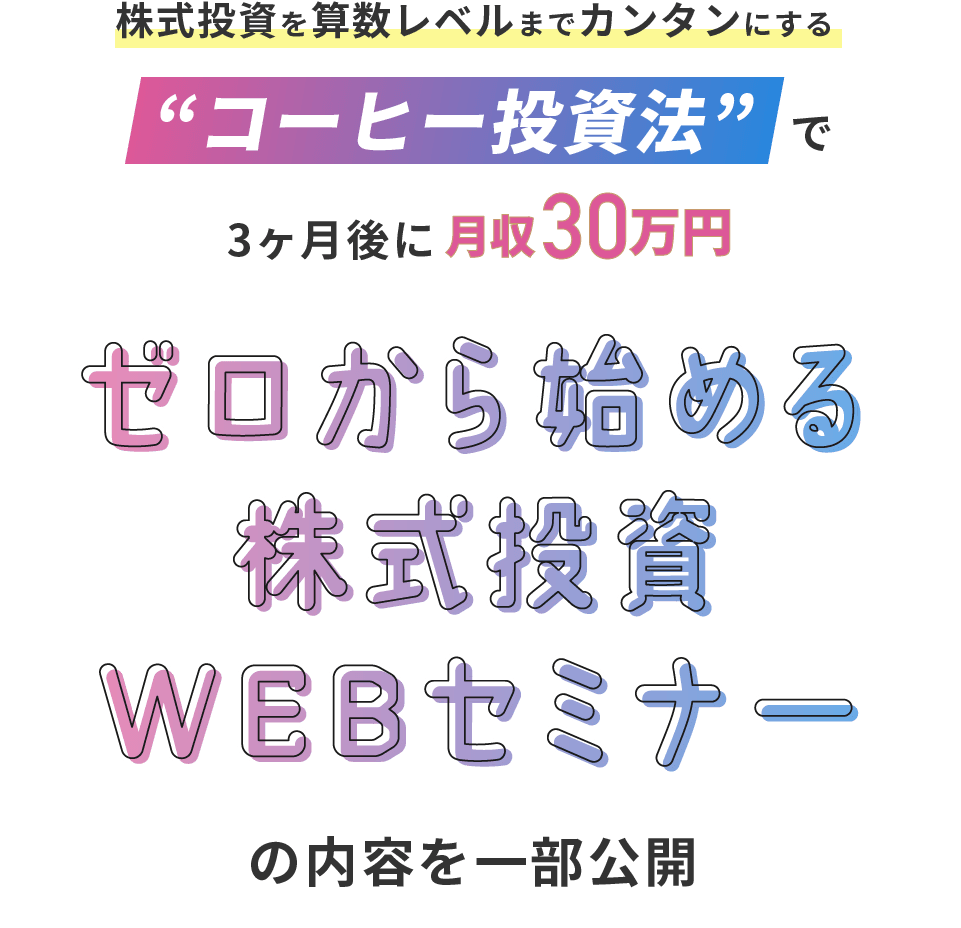 株式投資を算数レベルまでカンタンにする
“コーヒー投資法”で
3ヶ月後に月収30万円
ゼロから始める
株式投資
WEBセミナー
の内容を一部公開